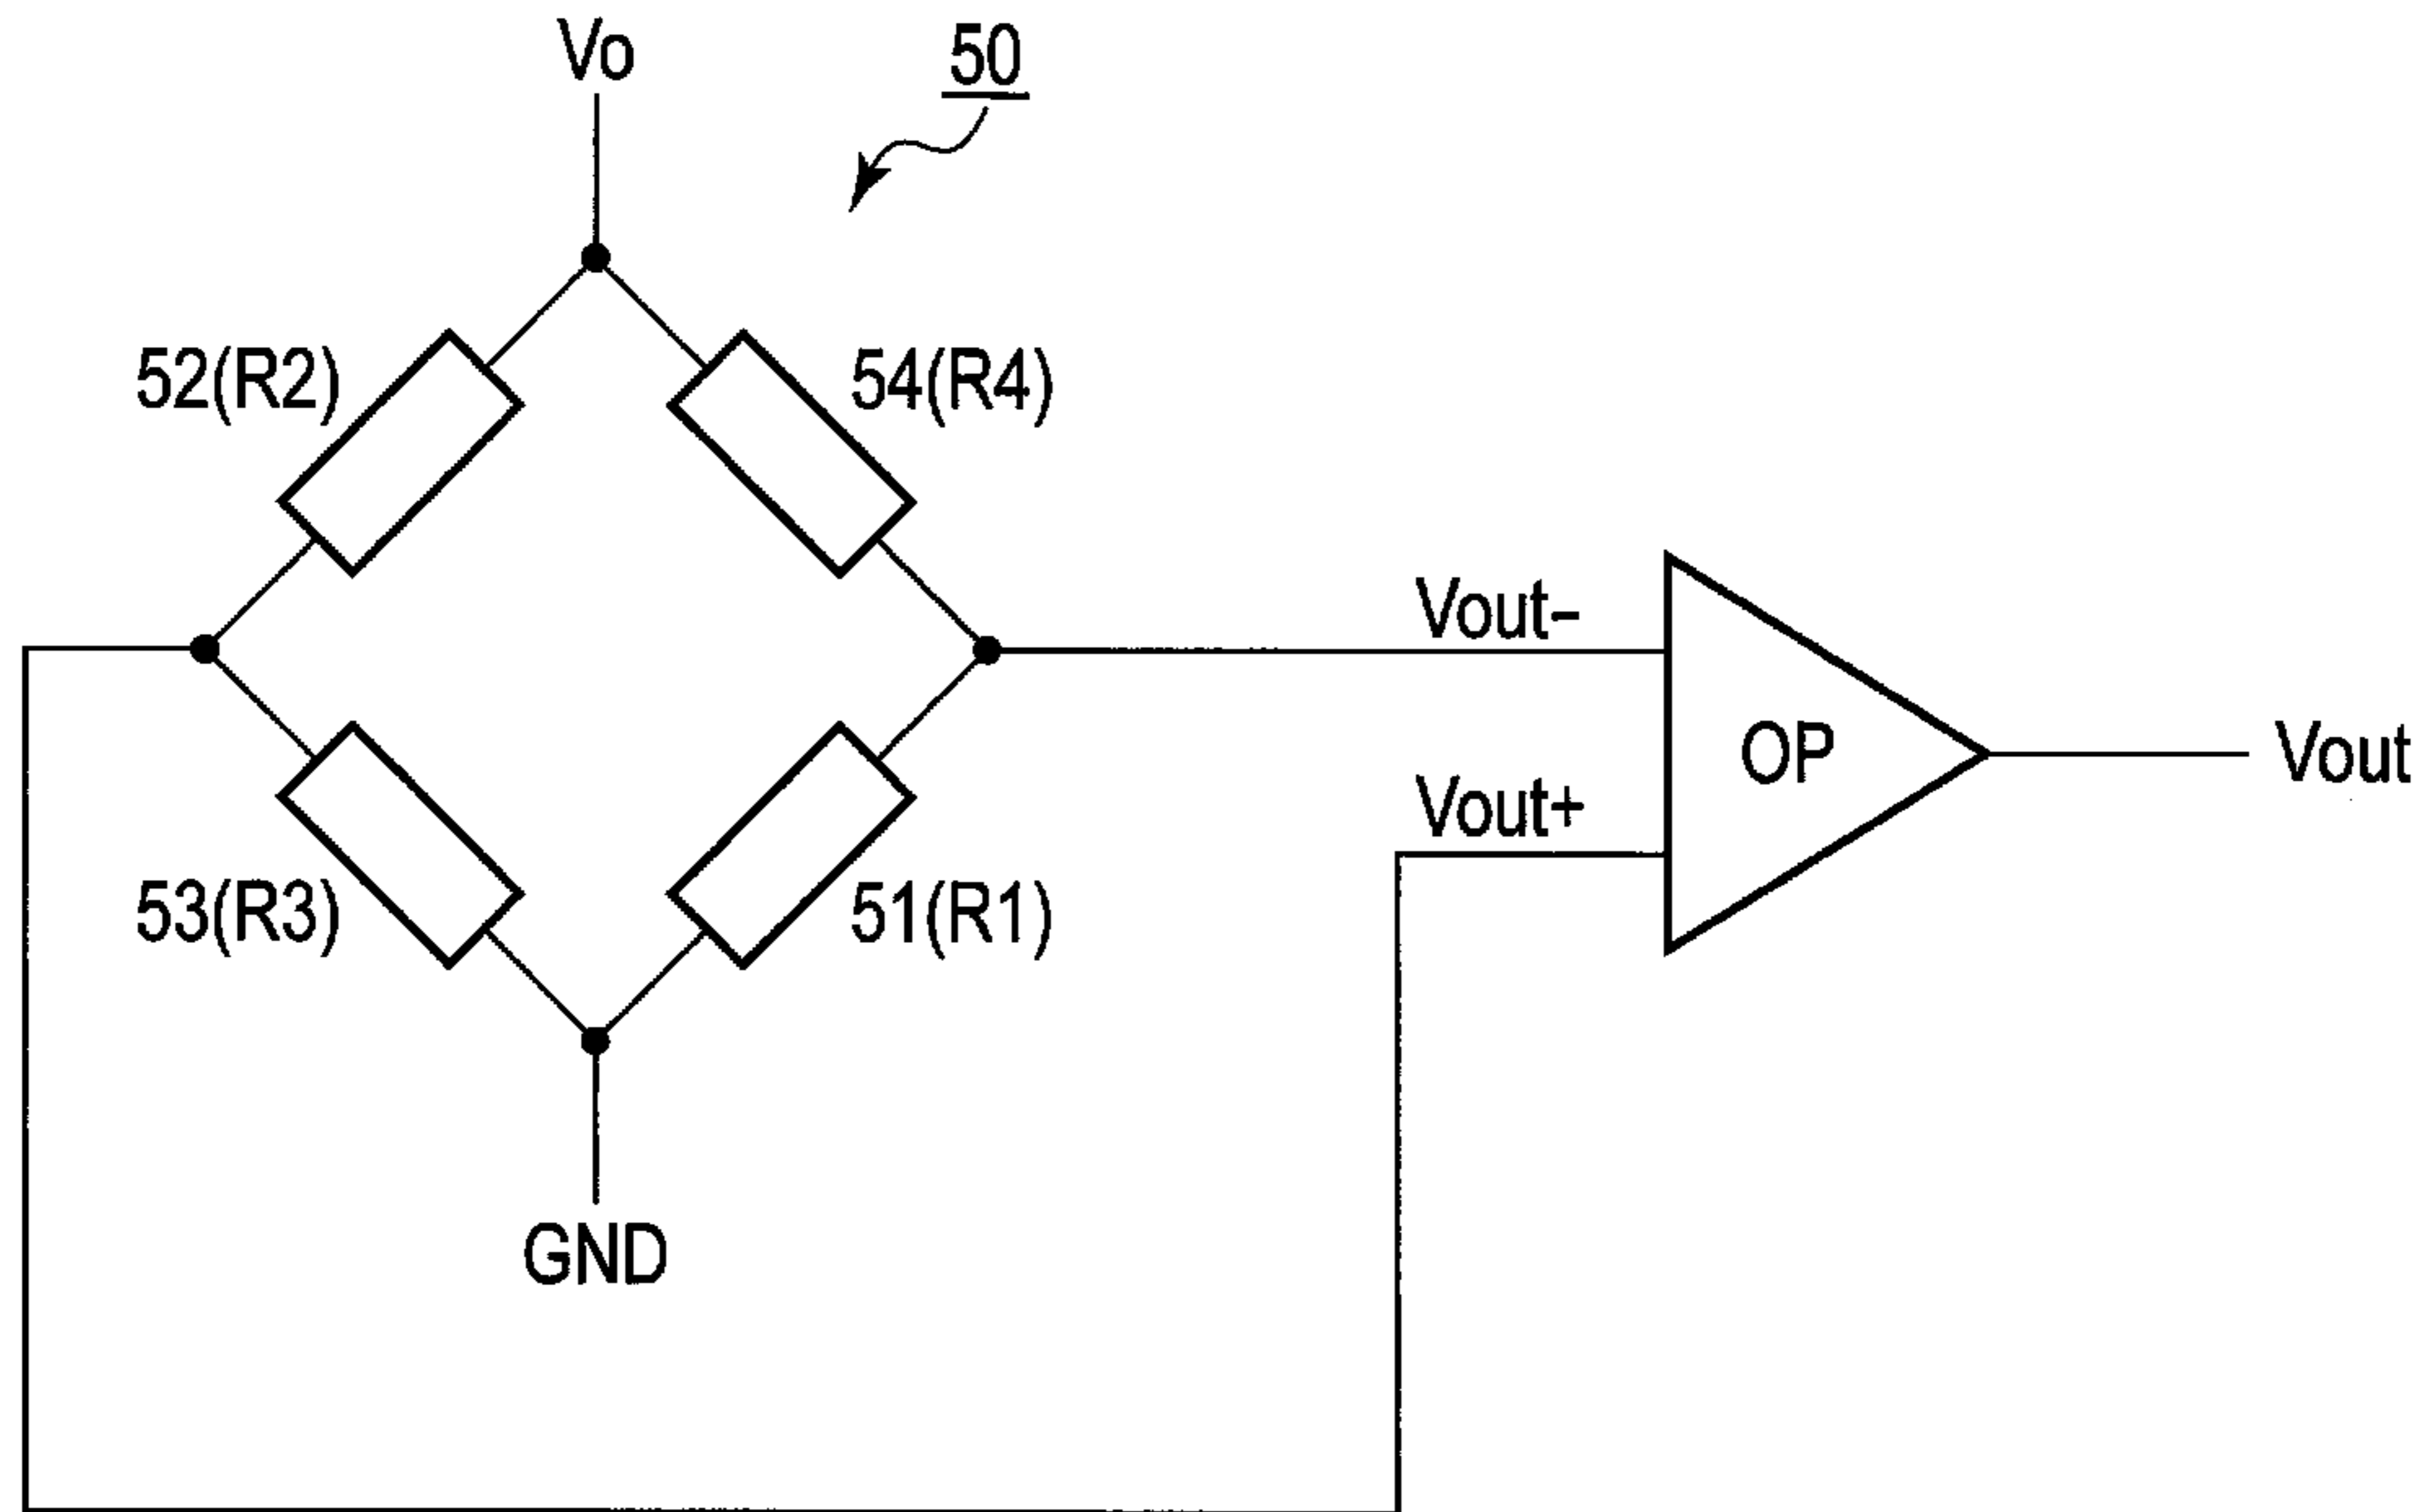 Vo
50
52(R2)
54(R4)
Vout-
OP
Vout
Vout+
53(R3)
51(R1)
GND